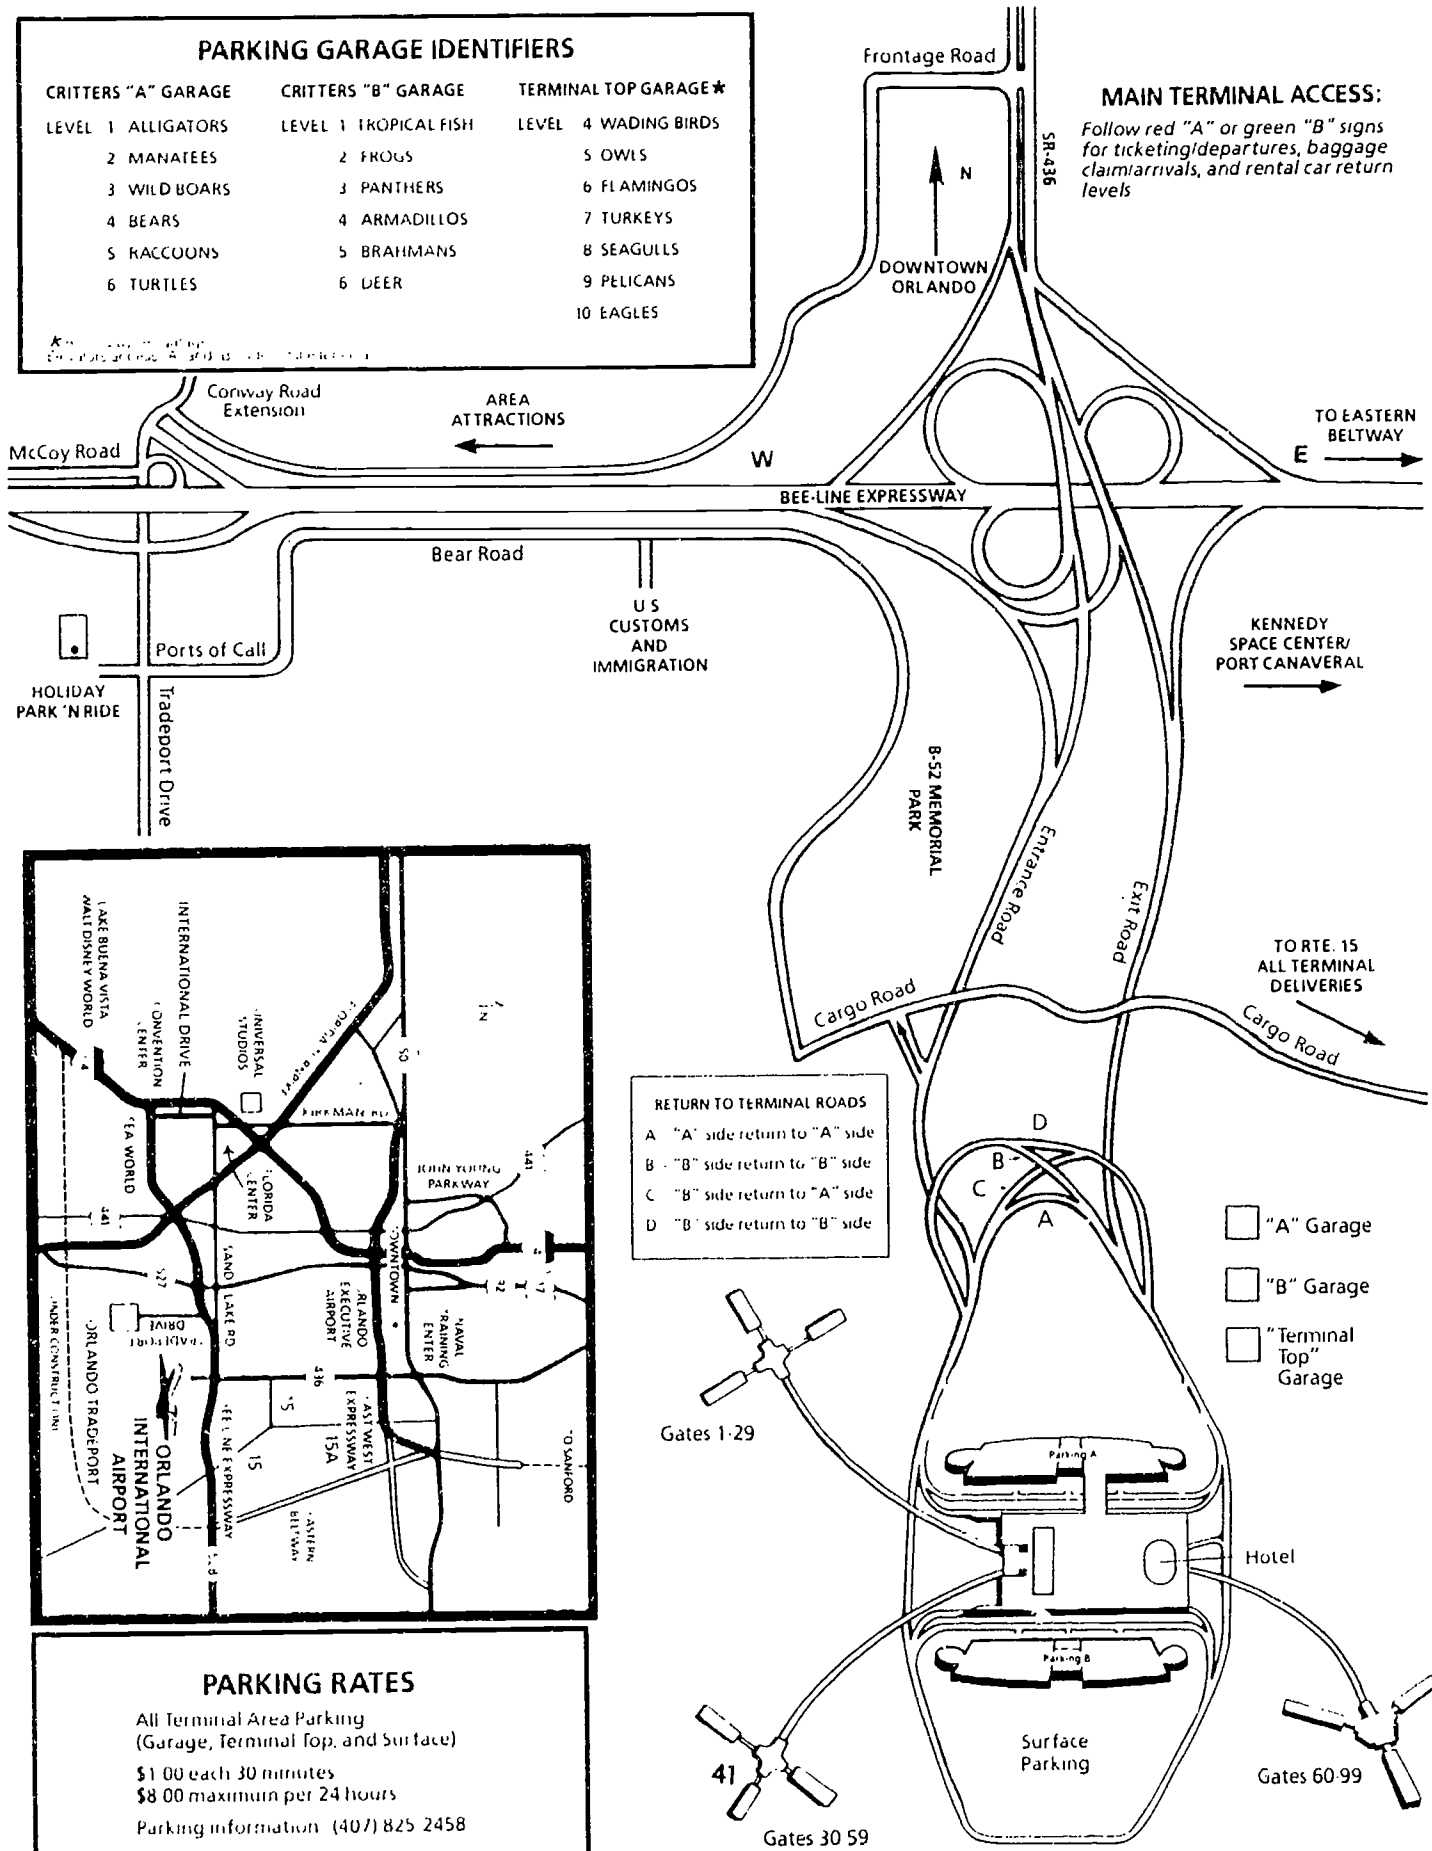 PARKING GARAGE IDENTIFIERS
CRITTERS "A" GARAGE
LEVEL 1 ALLIGATORS
2 MANATEES
3 WILD BOARS
4 BEARS
5 RACCOONS
6 TURTLES
CRITTERS "B" GARAGE
LEVEL 1 TROPICAL FISH
2 FROGS
3 PANTHERS
4 ARMADILLOS
5 BRAHMANS
6 DEER
TERMINAL TOP GARAGE★
LEVEL 4 WADING BIRDS
5 OWLS
6 FLAMINGOS
7 TURKEYS
8 SEAGULLS
9 PELICANS
10 EAGLES
Frontage Road
SR-436
MAIN TERMINAL ACCESS:
Follow red "A" or green "B" signs
for ticketing/departures, baggage
claim/arrivals, and rental car return
levels
N
DOWNTOWN
ORLANDO
Conway Road
Extension
AREA
ATTRACTIONS
McCoy Road
W
E
TO EASTERN
BELTWAY
BEE-LINE EXPRESSWAY
Bear Road
U S
CUSTOMS
AND
IMMIGRATION
KENNEDY
SPACE CENTER/
PORT CANAVERAL
Ports of Call
HOLIDAY
PARK 'N RIDE
Tradeport Drive
B-52 MEMORIAL
PARK
Entrance Road
Exit Road
TO RTE. 15
ALL TERMINAL
DELIVERIES
Cargo Road
Cargo Road
LAKE BUENA VISTA
WALT DISNEY WORLD
INTERNATIONAL DRIVE
UNIVERSAL
STUDIOS
N
50
KIRKMAN RD
JOHN YOUNG
PARKWAY
441
441
527
SAND LAKE RD
DOWNTOWN
ORLANDO
EXECUTIVE
AIRPORT
92
17
436
15
15
15A
EAST WEST
EXPRESSWAY
TO SANFORD
UNDER CONSTRUCTION
ORLANDO TRADEPORT
ORLANDO
INTERNATIONAL
AIRPORT
BEE LINE EXPRESSWAY
EASTERN
BELTWAY
RETURN TO TERMINAL ROADS
A "A" side return to "A" side
B - "B" side return to "B" side
C "B" side return to "A" side
D "B" side return to "B" side
D
B
C
A
"A" Garage
"B" Garage
"Terminal
Top"
Garage
Gates 1-29
Parking A
Hotel
Parking B
Surface
Parking
41
Gates 30 59
Gates 60-99
PARKING RATES
All Terminal Area Parking
(Garage, Terminal Top, and Surface)
$1 00 each 30 minutes
$8 00 maximum per 24 hours
Parking information (407) 825 2458